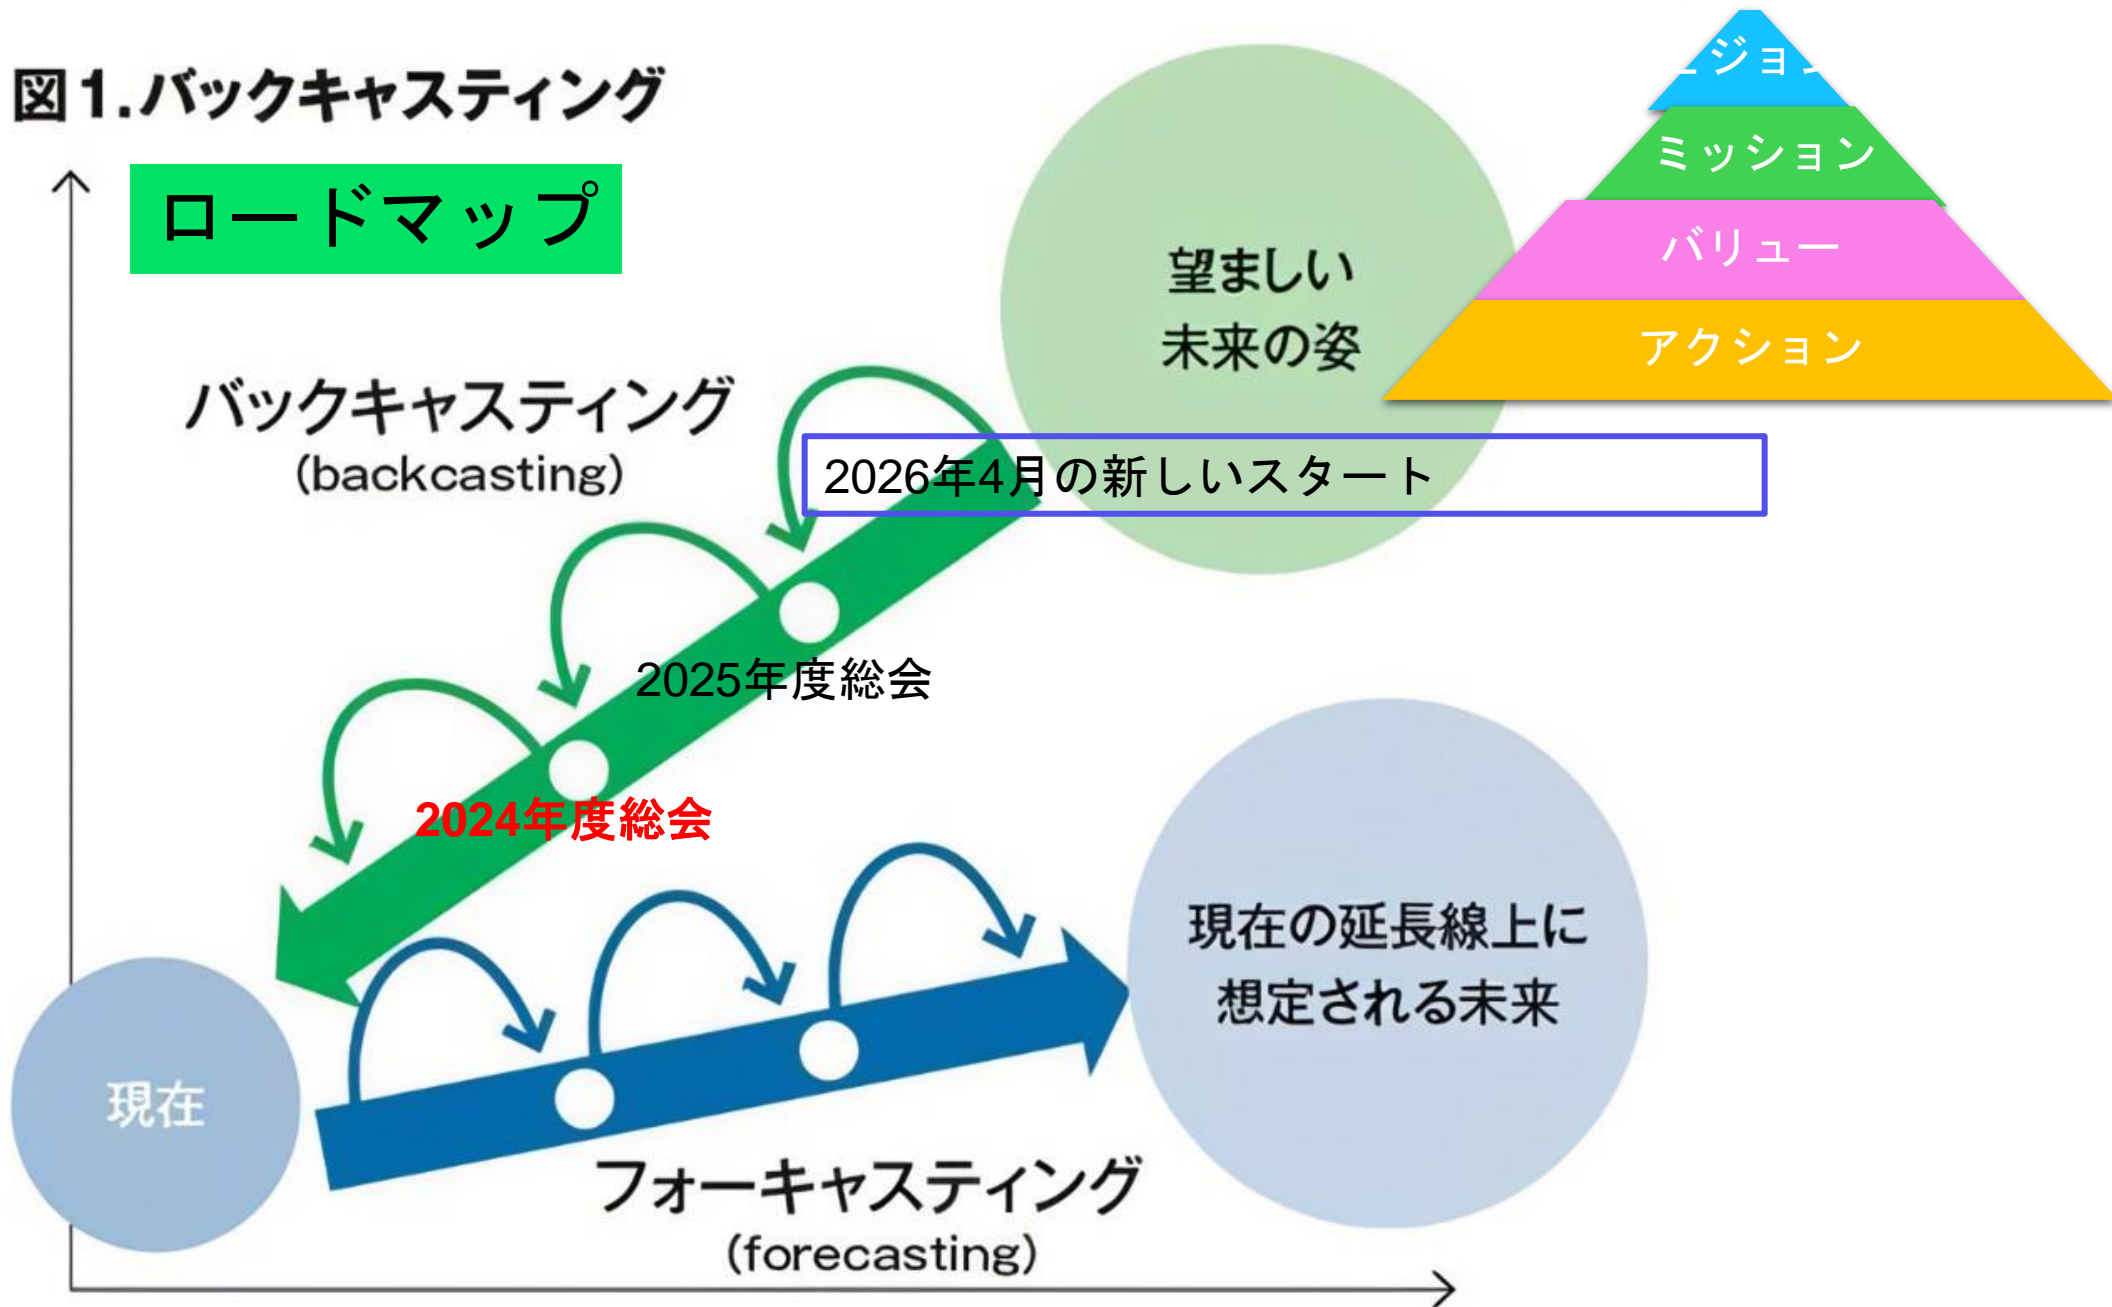 図1.バックキャスティング
ロードマップ
ビジョン
ミッション
バリュー
アクション
望ましい
未来の姿
バックキャスティング
(backcasting)
2026年4月の新しいスタート
2025年度総会
2024年度総会
現在の延長線上に
想定される未来
現在
フォーキャスティング
(forecasting)